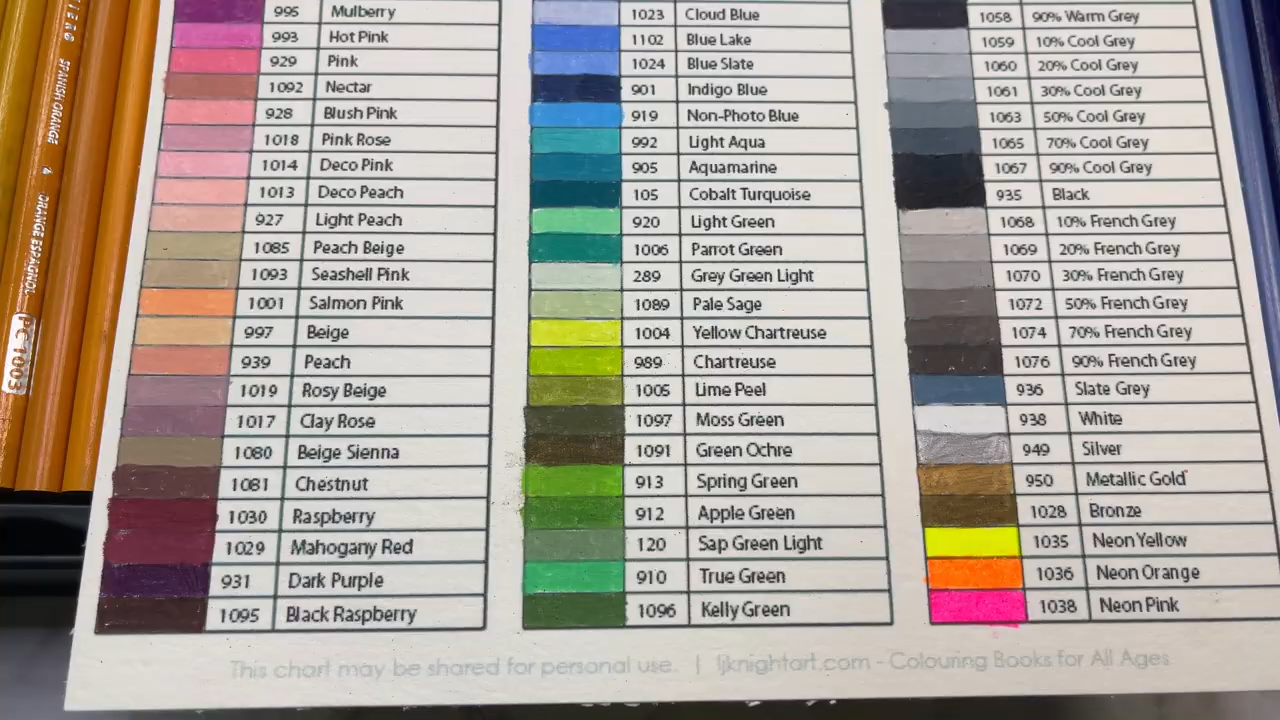 SPANISH ORANGE
ORANGE ESPAGNOL
PC 1003
995 Mulberry
993 Hot Pink
929 Pink
1092 Nectar
928 Blush Pink
1018 Pink Rose
1014 Deco Pink
1013 Deco Peach
927 Light Peach
1085 Peach Beige
1093 Seashell Pink
1001 Salmon Pink
997 Beige
939 Peach
1019 Rosy Beige
1017 Clay Rose
1080 Beige Sienna
1081 Chestnut
1030 Raspberry
1029 Mahogany Red
931 Dark Purple
1095 Black Raspberry
1023 Cloud Blue
1102 Blue Lake
1024 Blue Slate
901 Indigo Blue
919 Non-Photo Blue
992 Light Aqua
905 Aquamarine
105 Cobalt Turquoise
920 Light Green
1006 Parrot Green
289 Grey Green Light
1089 Pale Sage
1004 Yellow Chartreuse
989 Chartreuse
1005 Lime Peel
1097 Moss Green
1091 Green Ochre
913 Spring Green
912 Apple Green
120 Sap Green Light
910 True Green
1096 Kelly Green
1058 90% Warm Grey
1059 10% Cool Grey
1060 20% Cool Grey
1061 30% Cool Grey
1063 50% Cool Grey
1065 70% Cool Grey
1067 90% Cool Grey
935 Black
1068 10% French Grey
1069 20% French Grey
1070 30% French Grey
1072 50% French Grey
1074 70% French Grey
1076 90% French Grey
936 Slate Grey
938 White
949 Silver
950 Metallic Gold
1028 Bronze
1035 Neon Yellow
1036 Neon Orange
1038 Neon Pink
This chart may be shared for personal use. | ljknightart.com - Colouring Books for All Ages